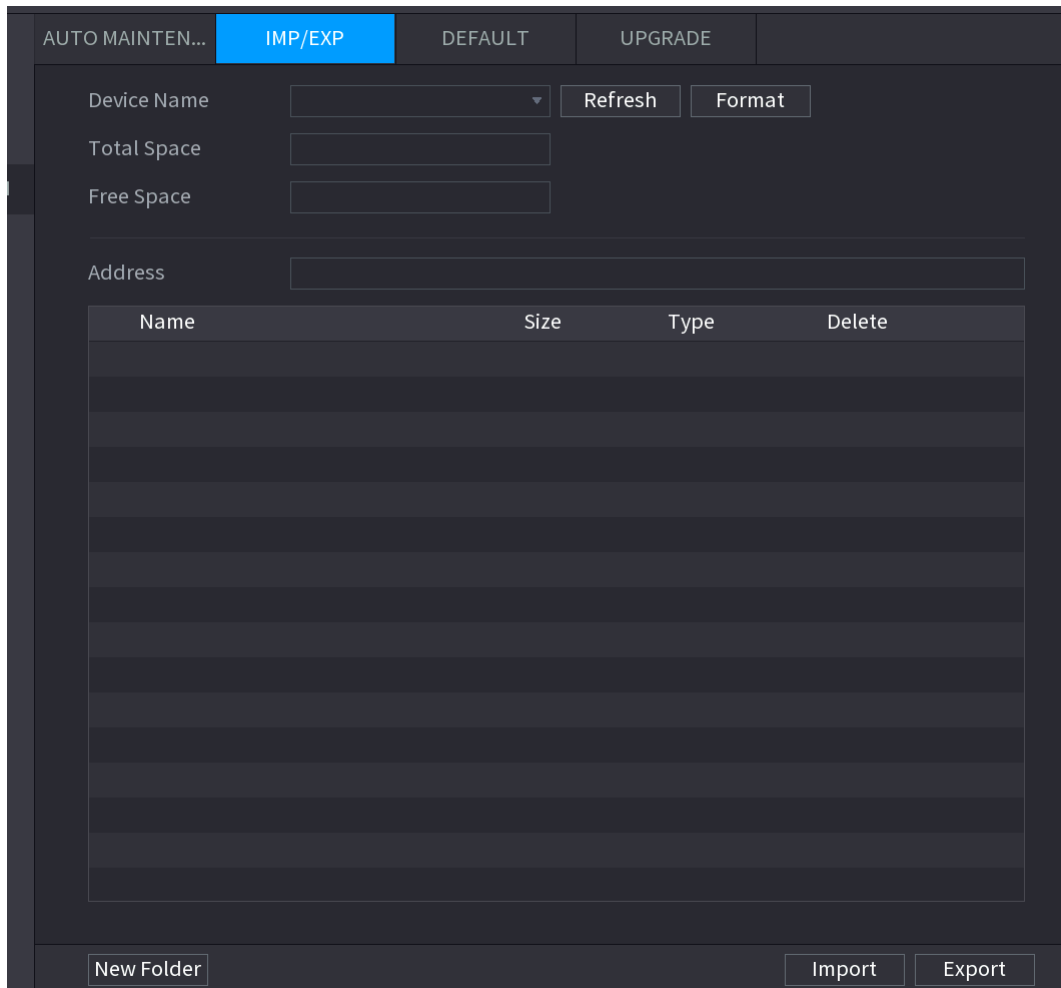 AUTO MAINTEN... IMP/EXP DEFAULT UPGRADE
Device Name Refresh Format
Total Space
Free Space
Address
Name Size Type Delete
New Folder Import Export